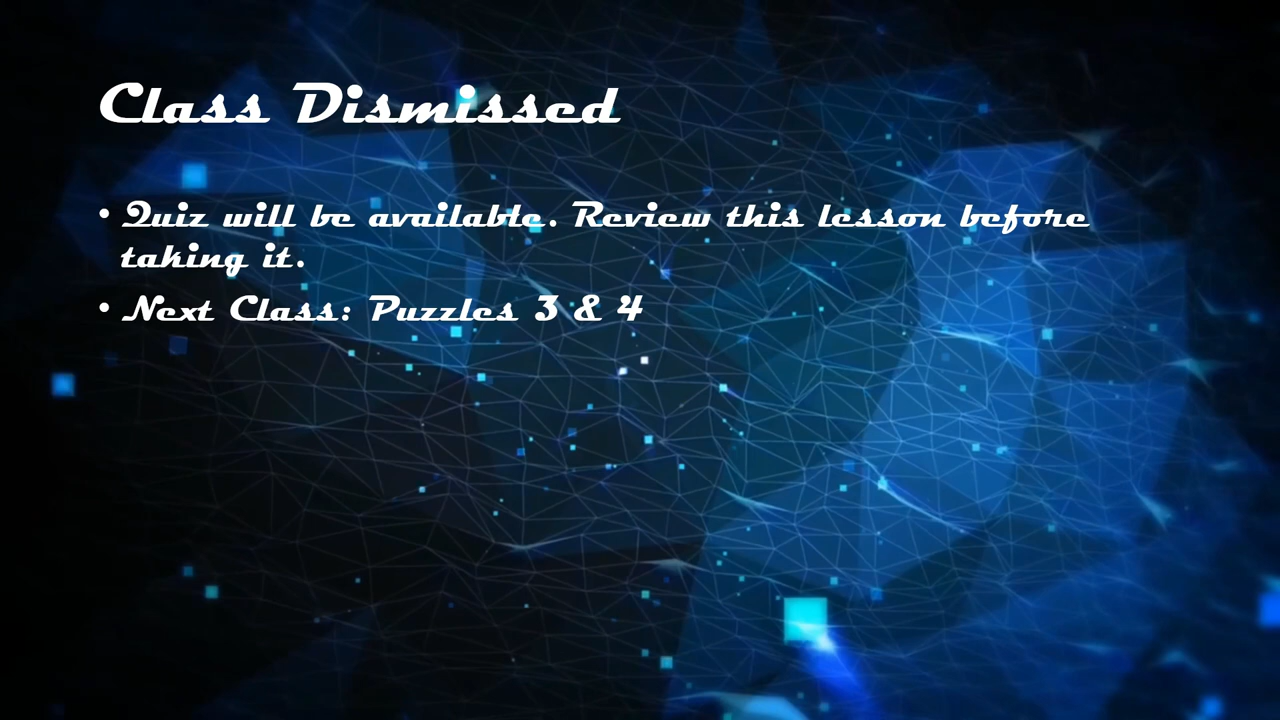 Class Dismissed
• Quiz will be available. Review this lesson before
taking it.
• Next Class: Puzzles 3 & 4